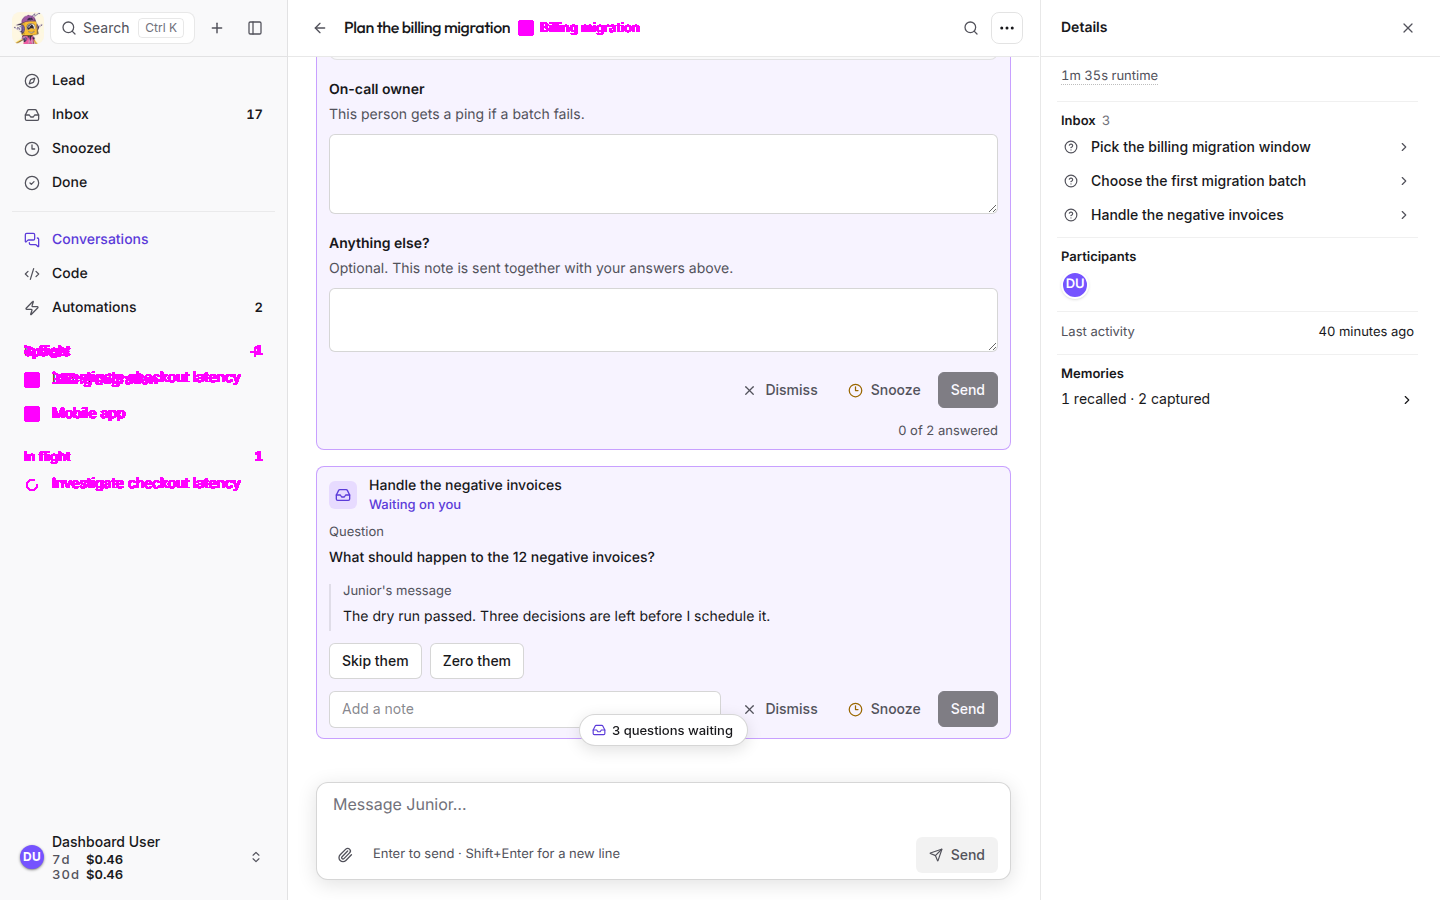 Search Ctrl K
Lead
Inbox 17
Snoozed
Done
Conversations
Code
Automations 2
Mobile app
In flight 1
Investigate checkout latency
Dashboard User
7d $0.46
30d $0.46
Plan the billing migration Billing migration
On-call owner
This person gets a ping if a batch fails.
Anything else?
Optional. This note is sent together with your answers above.
Dismiss Snooze Send
0 of 2 answered
Handle the negative invoices
Waiting on you
Question
What should happen to the 12 negative invoices?
Junior's message
The dry run passed. Three decisions are left before I schedule it.
Skip them Zero them
Add a note Dismiss Snooze Send
3 questions waiting
Message Junior...
Enter to send · Shift+Enter for a new line Send
Details
1m 35s runtime
Inbox 3
Pick the billing migration window
Choose the first migration batch
Handle the negative invoices
Participants
DU
Last activity 40 minutes ago
Memories
1 recalled · 2 captured
DU